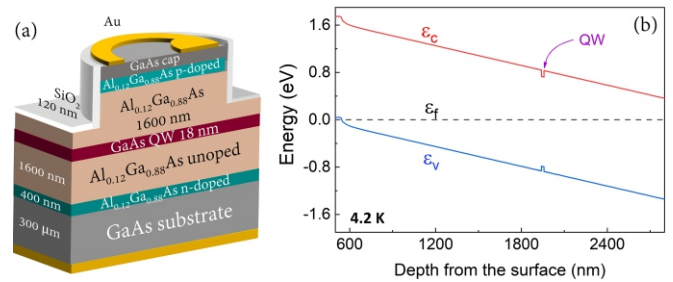 (a)
Au
GaAs cap
Al0.12Ga0.88As p-doped
SiO2
120 nm
Al0.12Ga0.88As
1600 nm
GaAs QW 18 nm
1600nm
Al0.12Ga0.88As unoped
400 nm
Al0.12Ga0.88As n-doped
300 μm
GaAs substrate
(b)
Energy (eV)
1.6
0.8
0.0
-0.8
-1.6
εc
QW
εf
εv
4.2 K
600
1200
1800
2400
Depth from the surface (nm)